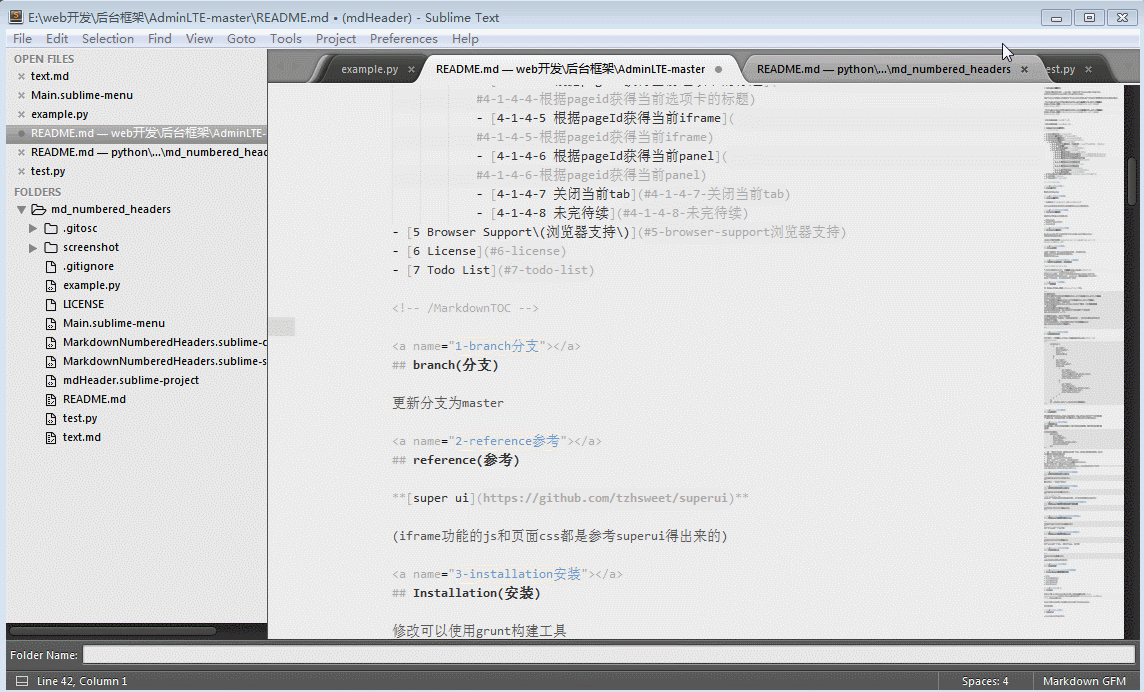 E:\web开发\后台框架\AdminLTE-master\README.md • (mdHeader) - Sublime Text
File Edit Selection Find View Goto Tools Project Preferences Help
OPEN FILES
text.md
Main.sublime-menu
example.py
README.md — web开发\后台框架\AdminLTE-
README.md — python\...\md_numbered_head
test.py
FOLDERS
md_numbered_headers
.gitosc
screenshot
.gitignore
example.py
LICENSE
Main.sublime-menu
MarkdownNumberedHeaders.sublime-c
MarkdownNumberedHeaders.sublime-s
mdHeader.sublime-project
README.md
test.py
text.md
example.py
README.md — web开发\后台框架\AdminLTE-master
README.md — python\...\md_numbered_headers
est.py
#4-1-4-4-根据pageid获得当前选项卡的标题)
- [4-1-4-5 根据pageId获得当前iframe](
#4-1-4-5-根据pageid获得当前iframe)
- [4-1-4-6 根据pageId获得当前panel](
#4-1-4-6-根据pageid获得当前panel)
- [4-1-4-7 关闭当前tab](#4-1-4-7-关闭当前tab)
- [4-1-4-8 未完待续](#4-1-4-8-未完待续)
- [5 Browser Support\(浏览器支持\)](#5-browser-support浏览器支持)
- [6 License](#6-license)
- [7 Todo List](#7-todo-list)
<!-- /MarkdownTOC -->
<a name="1-branch分支"></a>
## branch(分支)
更新分支为master
<a name="2-reference参考"></a>
## reference(参考)
**[super ui](https://github.com/tzhsweet/superui)**
(iframe功能的js和页面css都是参考superui得出来的)
<a name="3-installation安装"></a>
## Installation(安装)
修改可以使用grunt构建工具
Folder Name:
Line 42, Column 1
Spaces: 4
Markdown GFM